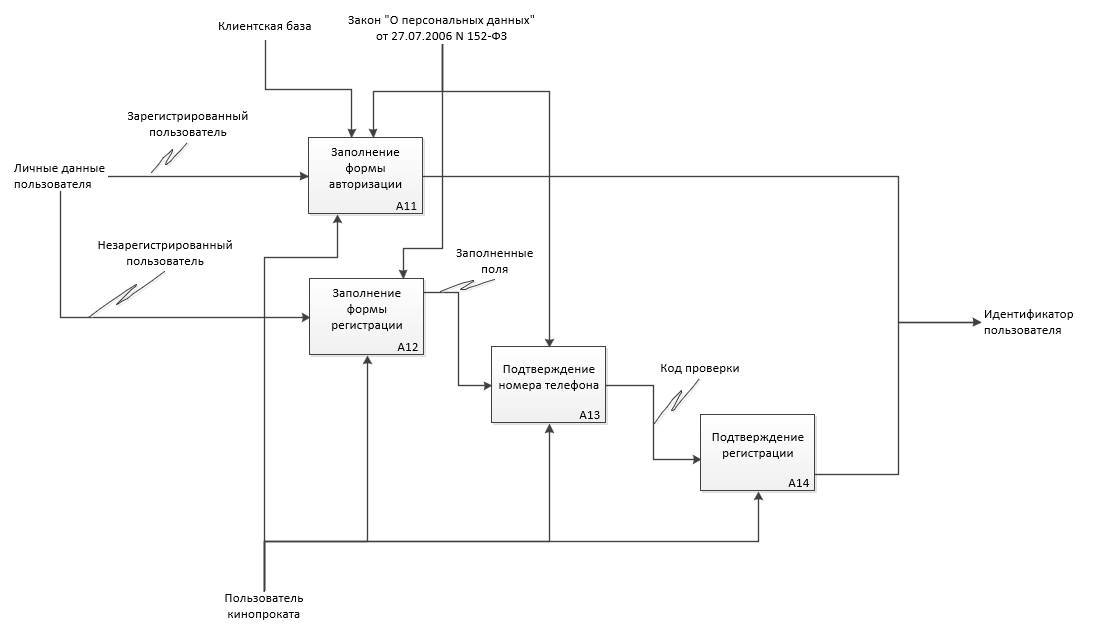 Клиентская база
Закон "О персональных данных"
от 27.07.2006 N 152-ФЗ
Зарегистрированный
пользователь
Личные данные
пользователя
Заполнение
формы
авторизации
A11
Незарегистрированный
пользователь
Заполненные
поля
Заполнение
формы
регистрации
A12
Идентификатор
пользователя
Подтверждение
номера телефона
A13
Код проверки
Подтверждение
регистрации
A14
Пользователь
кинопроката